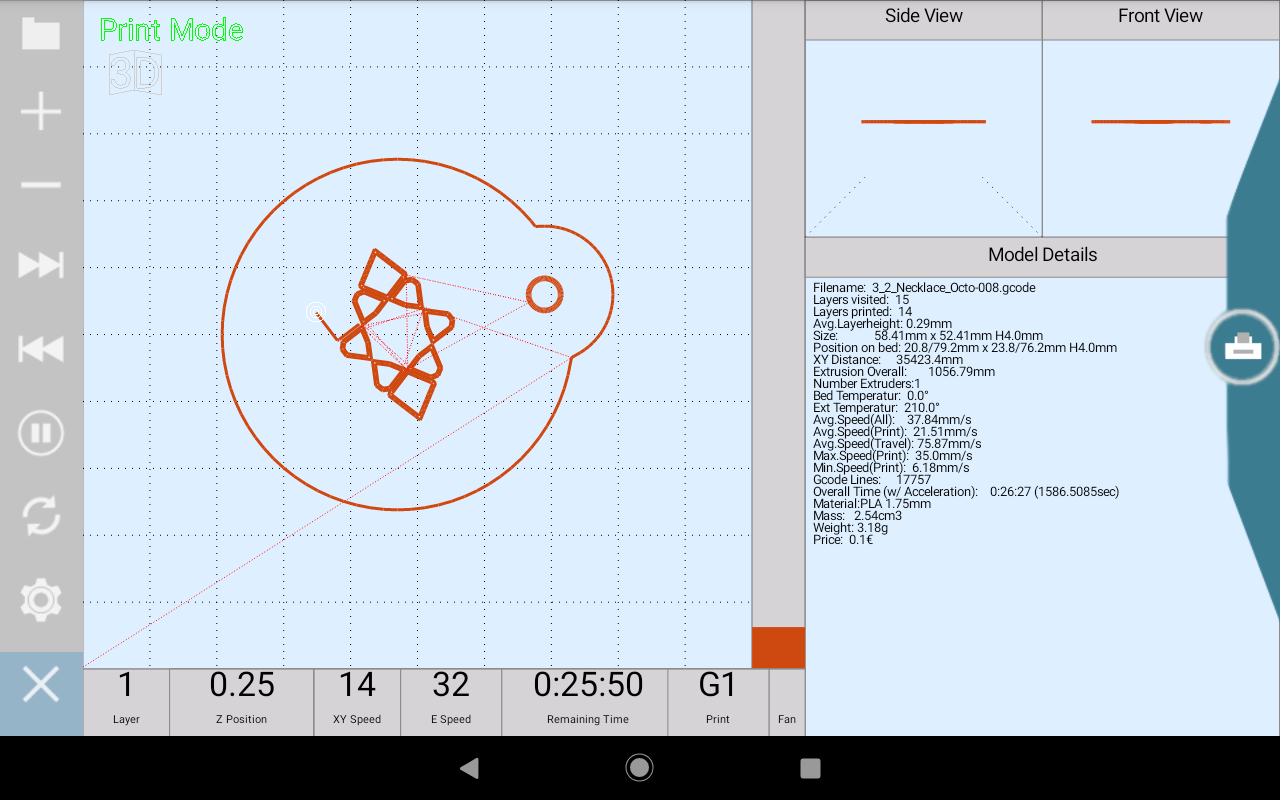 Print Mode
3D
Side View
Front View
Model Details
Filename: 3_2_Necklace_Octo-008.gcode
Layers visited: 15
Layers printed: 14
Avg.Layerheight: 0.29mm
Size: 58.41mm x 52.41mm H4.0mm
Position on bed: 20.8/79.2mm x 23.8/76.2mm H4.0mm
XY Distance: 35423.4mm
Extrusion Overall: 1056.79mm
Number Extruders:1
Bed Temperatur: 0.0°
Ext Temperatur: 210.0°
Avg.Speed(All): 37.84mm/s
Avg.Speed(Print): 21.51mm/s
Avg.Speed(Travel): 75.87mm/s
Max.Speed(Print): 35.0mm/s
Min.Speed(Print): 6.18mm/s
Gcode Lines: 17757
Overall Time (w/ Acceleration): 0:26:27 (1586.5085sec)
Material:PLA 1.75mm
Mass: 2.54cm3
Weight: 3.18g
Price: 0.1€
1 0.25 14 32 0:25:50 G1
Layer Z Position XY Speed E Speed Remaining Time Print Fan